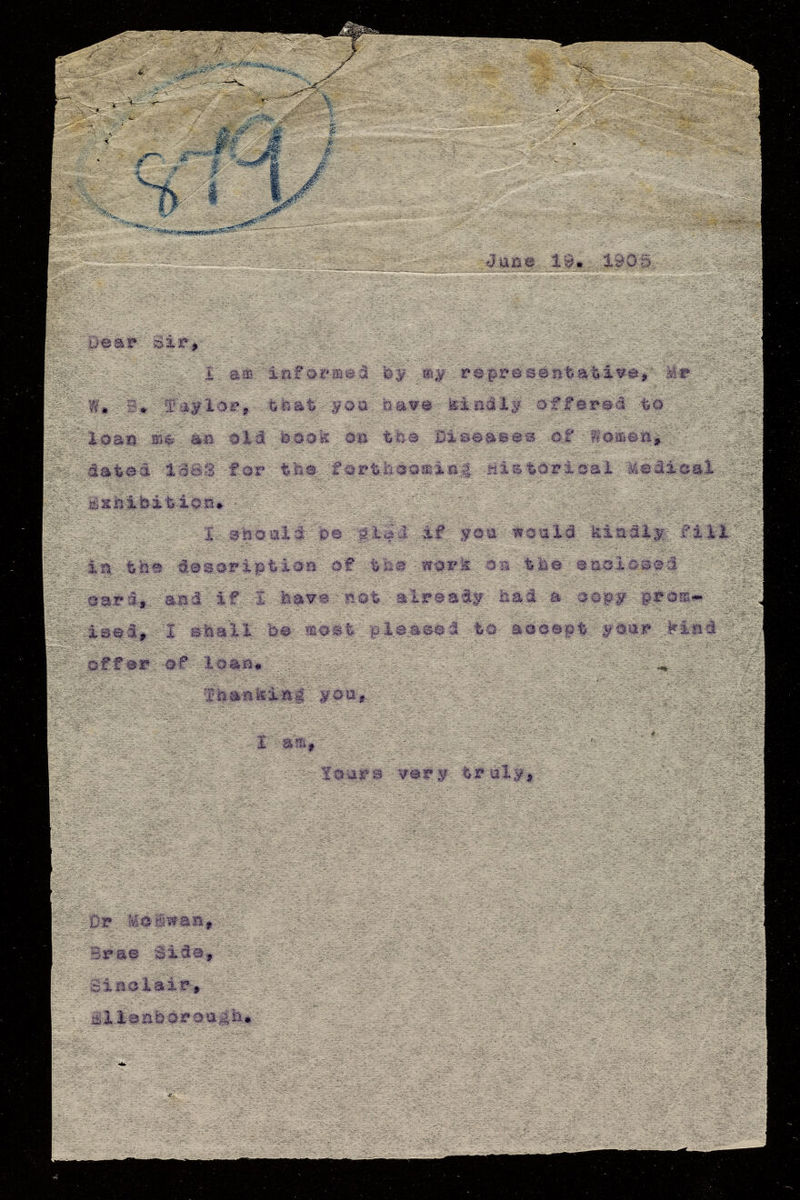 879
June 19. 1905
Dear Sir,
I am informed by my representative, Mr
W. B. Taylor, that you have kindly offered to
loan me an old book on the Diseases of Women,
dated for the forthcoming Historical Medical
Exhibition.
I should be glad if you would kindly fill
in the description of the work on the enclosed
card, and if I have not already had a copy prom-
ised, I shall be most pleased to accept your kind
offer of loan.
Thanking you,
I am,
Yours very truly,
Dr McEwan,
Brae Side,
Sinclair,
Ellenborough.